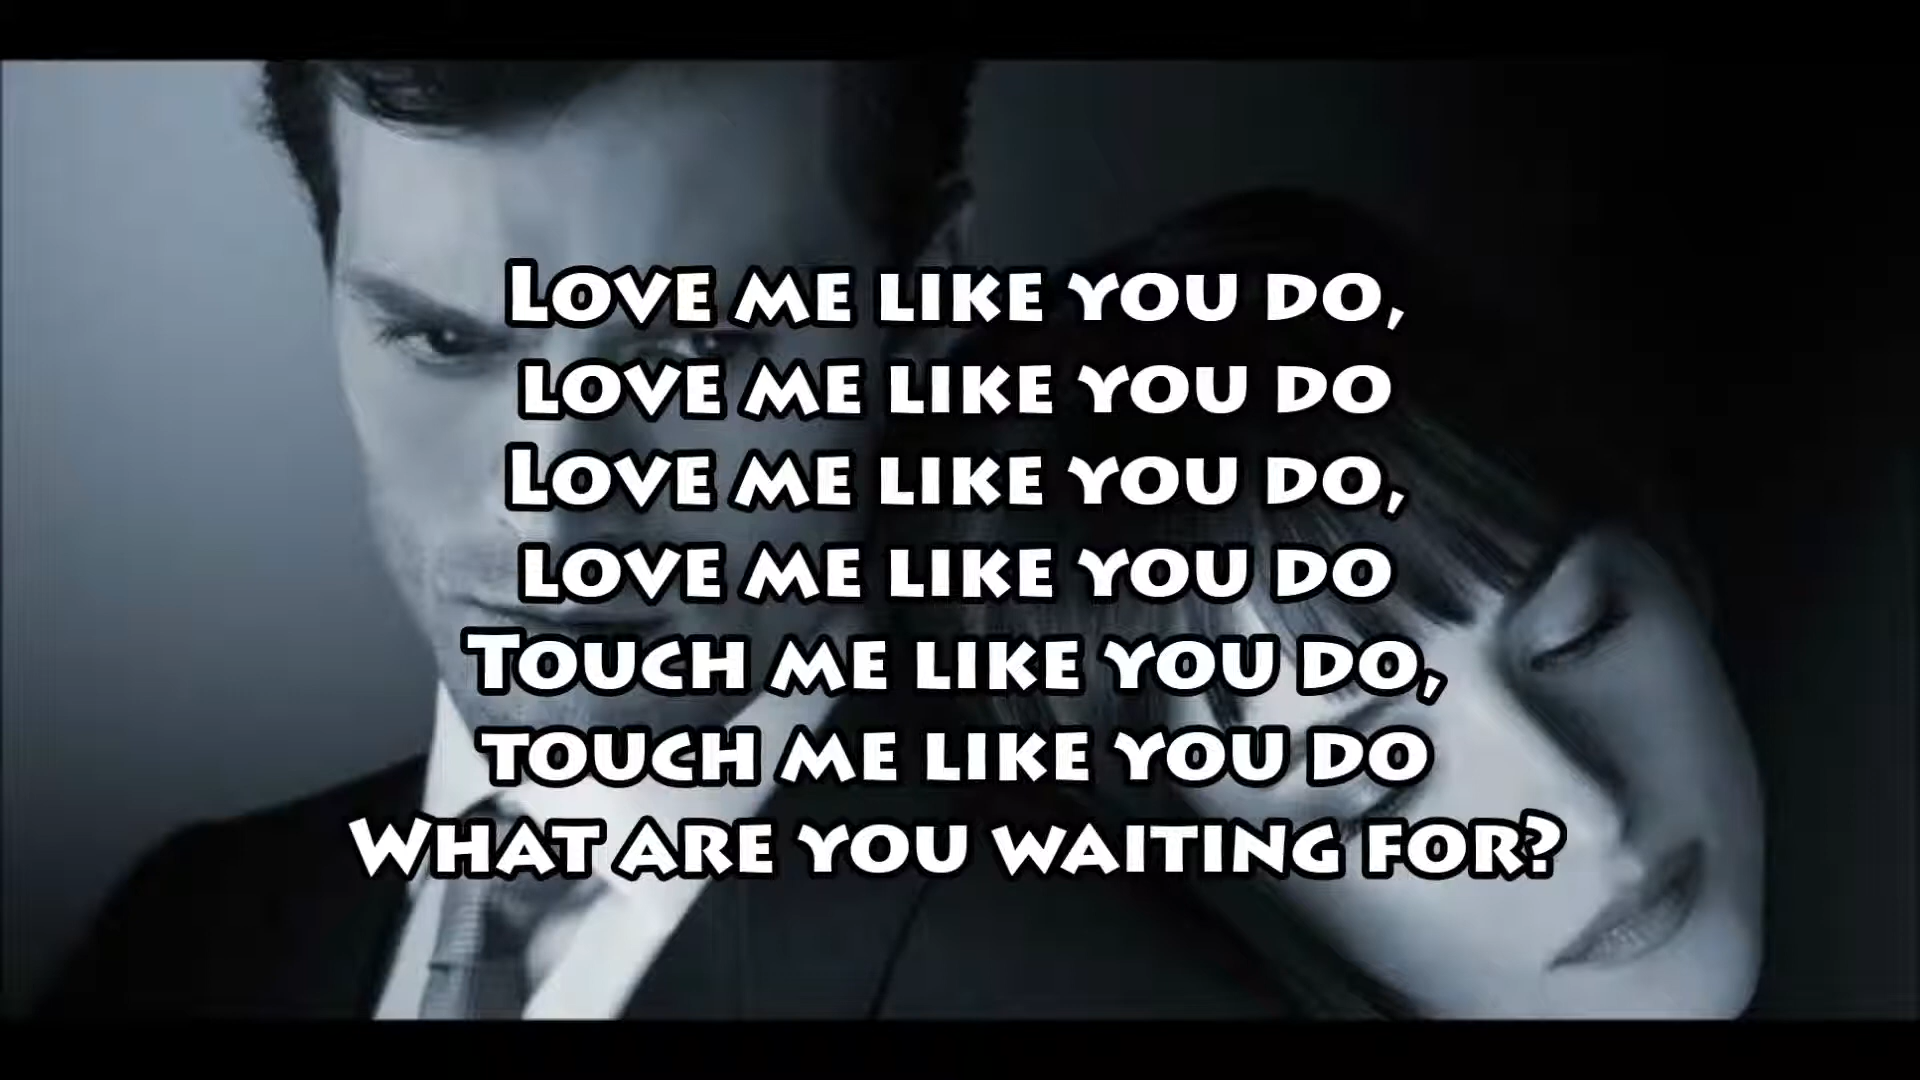 Love me like you do,
love me like you do
Love me like you do,
love me like you do
Touch me like you do,
touch me like you do
What are you waiting for?